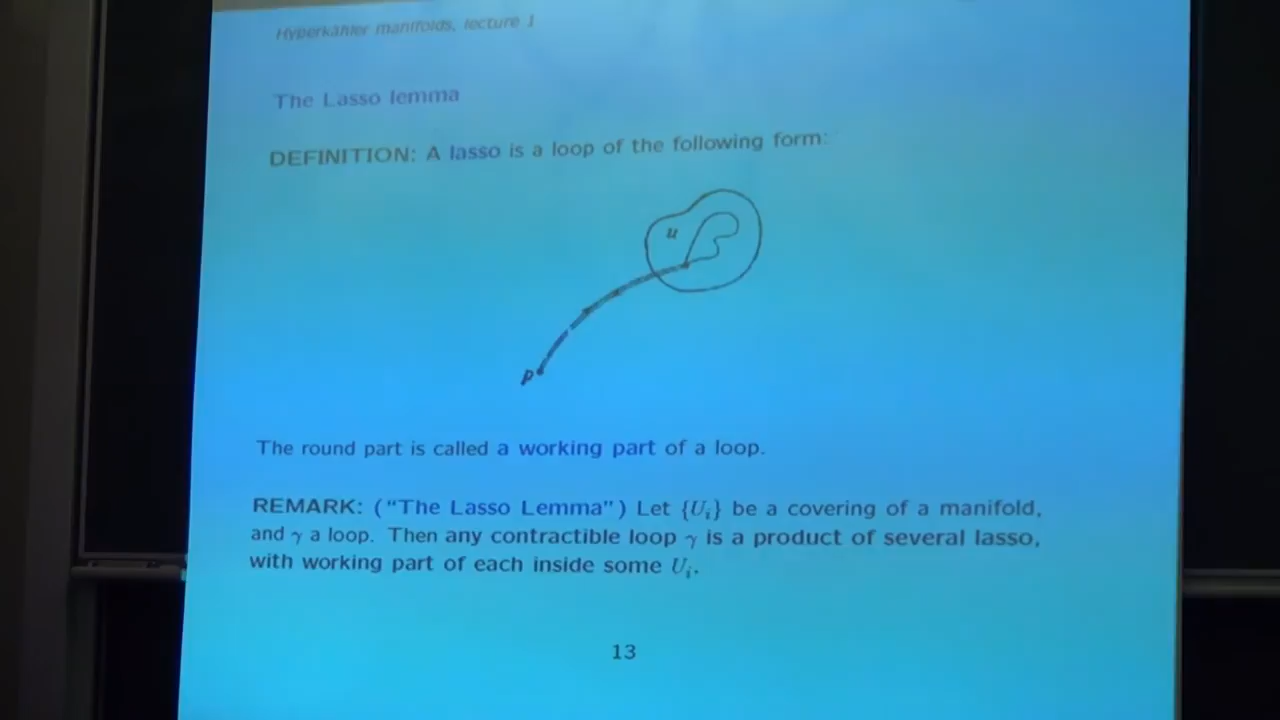 Hyperkähler manifolds, lecture 1
The Lasso lemma
DEFINITION: A lasso is a loop of the following form:
u
p
The round part is called a working part of a loop.
REMARK: ("The Lasso Lemma") Let {Uᵢ} be a covering of a manifold,
and γ a loop. Then any contractible loop γ is a product of several lasso,
with working part of each inside some Uᵢ.
13